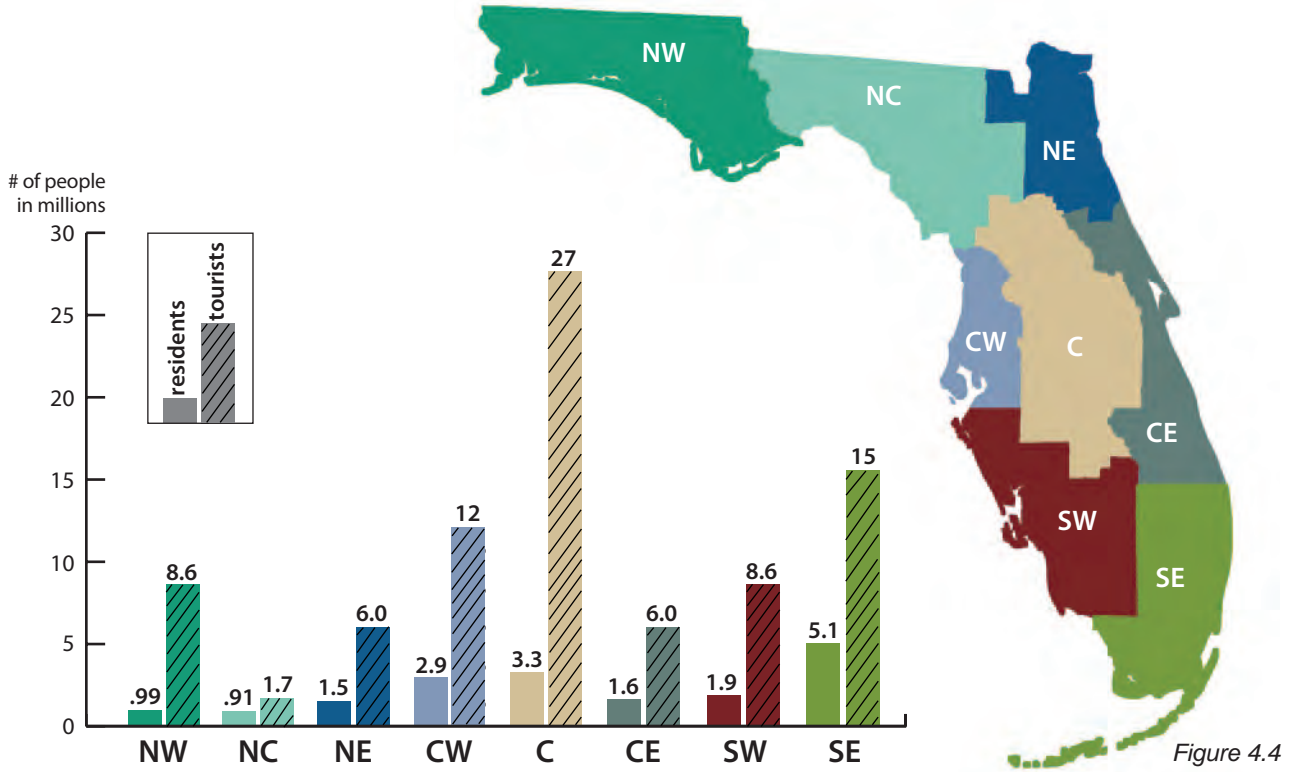 # of people
in millions
30
25
20
15
10
5
0
residents
tourists
.99
8.6
.91
1.7
1.5
6.0
2.9
12
3.3
27
1.6
6.0
1.9
8.6
5.1
15
NW
NC
NE
CW
C
CE
SW
SE
NW
NC
NE
CW
C
CE
SW
SE
Figure 4.4